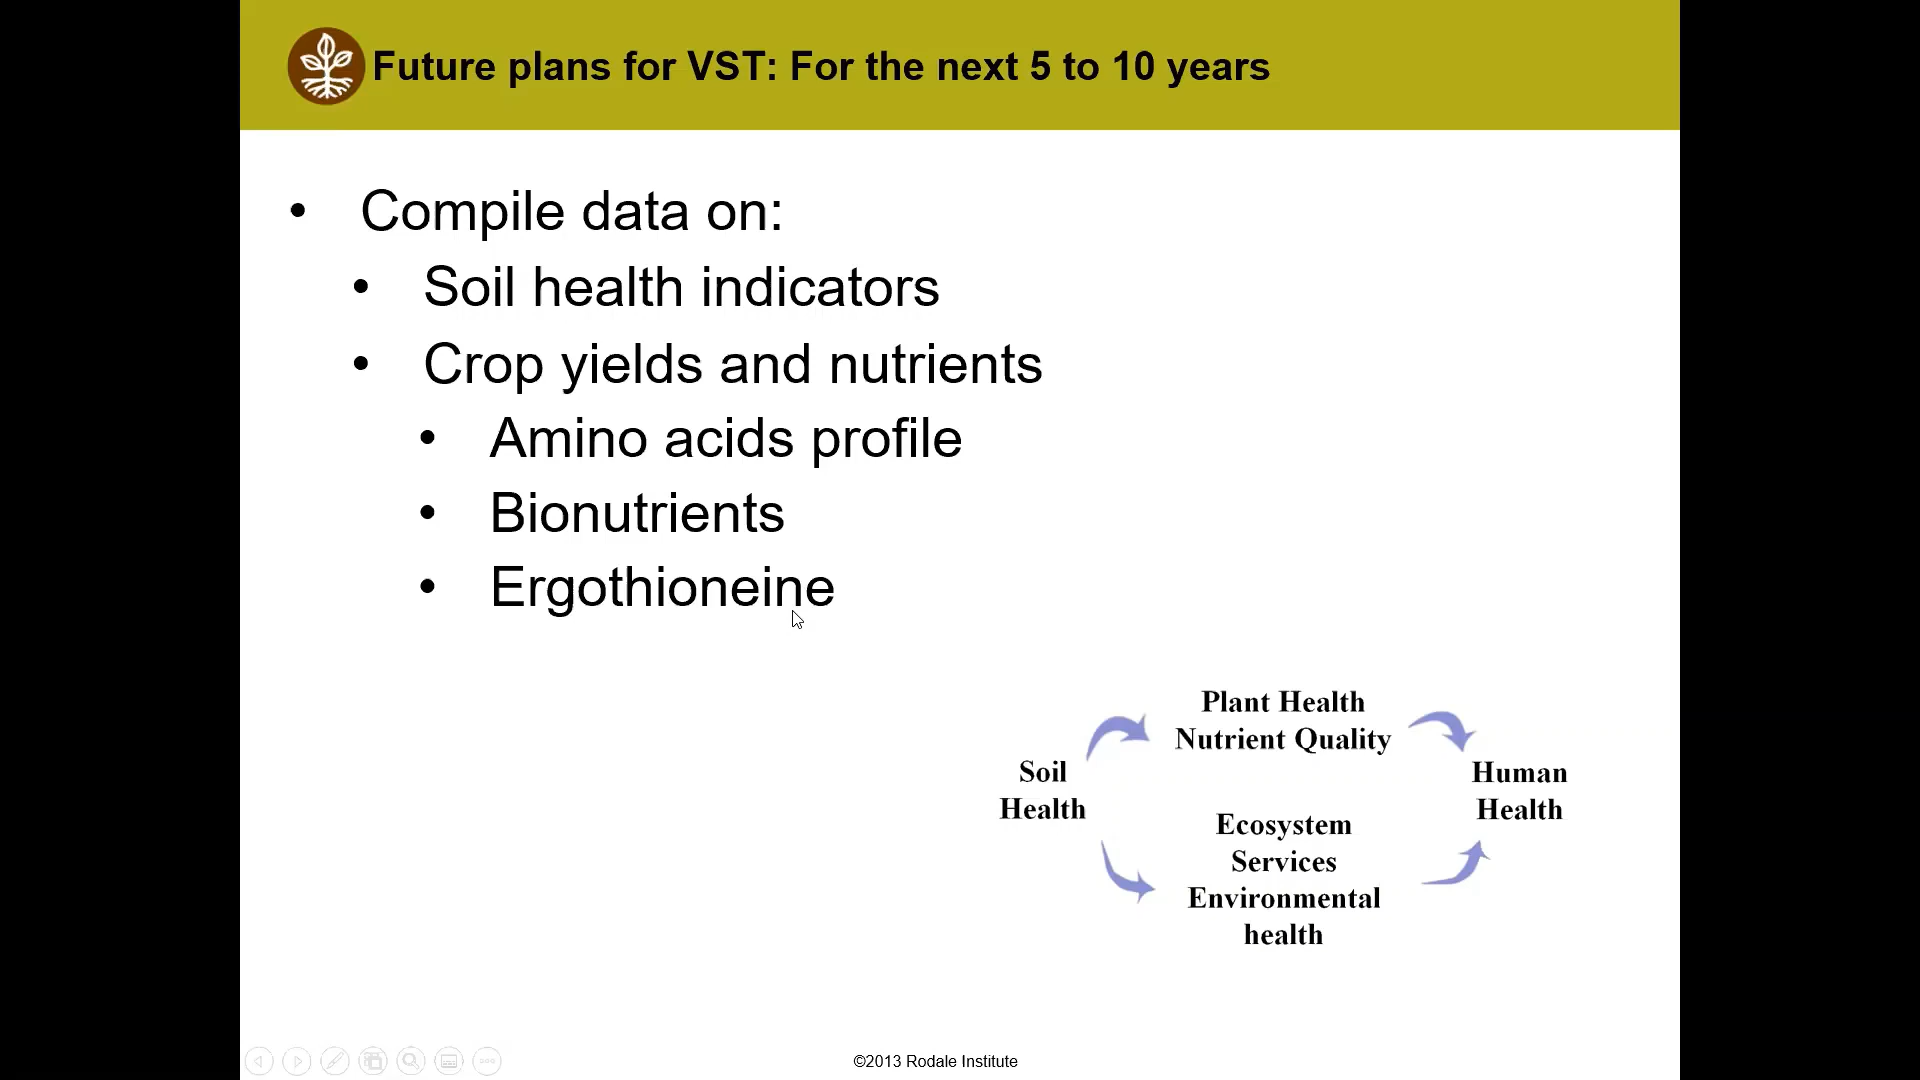 Future plans for VST: For the next 5 to 10 years
• Compile data on:
• Soil health indicators
• Crop yields and nutrients
• Amino acids profile
• Bionutrients
• Ergothioneine
Plant Health
Nutrient Quality
Soil
Health
Human
Health
Ecosystem
Services
Environmental
health
©2013 Rodale Institute